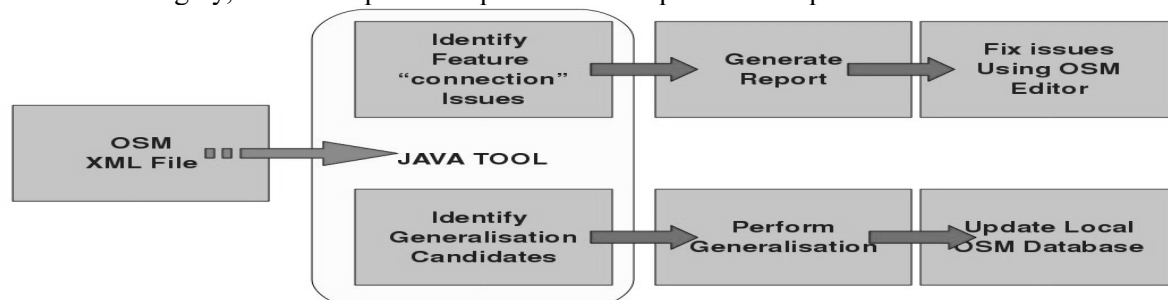 Identify
Feature
“connection”
Issues
Generate
Report
Fix issues
Using OSM
Editor
OSM
XML File
JAVA TOOL
Identify
Generalisation
Candidates
Perform
Generalisation
Update Local
OSM Database